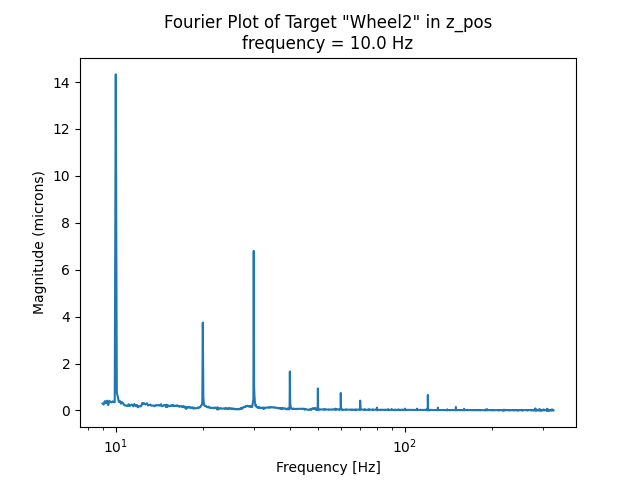 Fourier Plot of Target "Wheel2" in z_pos
frequency = 10.0 Hz
Magnitude (microns)
14
12
10
8
6
4
2
0
10¹
10²
Frequency [Hz]